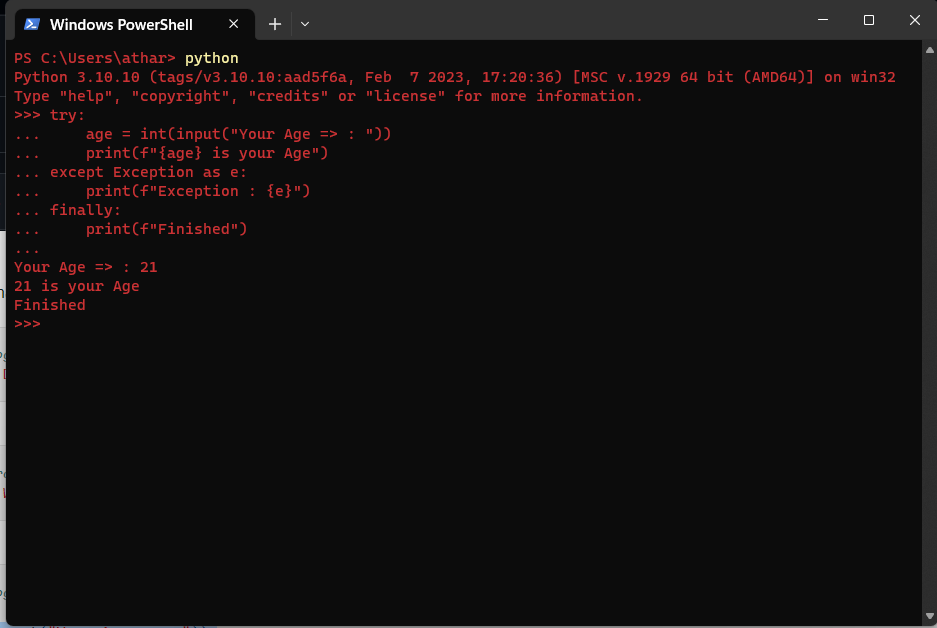 Windows PowerShell
PS C:\Users\athar> python
Python 3.10.10 (tags/v3.10.10:aad5f6a, Feb  7 2023, 17:20:36) [MSC v.1929 64 bit (AMD64)] on win32
Type "help", "copyright", "credits" or "license" for more information.
>>> try:
...     age = int(input("Your Age => : "))
...     print(f"{age} is your Age")
... except Exception as e:
...     print(f"Exception : {e}")
... finally:
...     print(f"Finished")
...
Your Age => : 21
21 is your Age
Finished
>>>